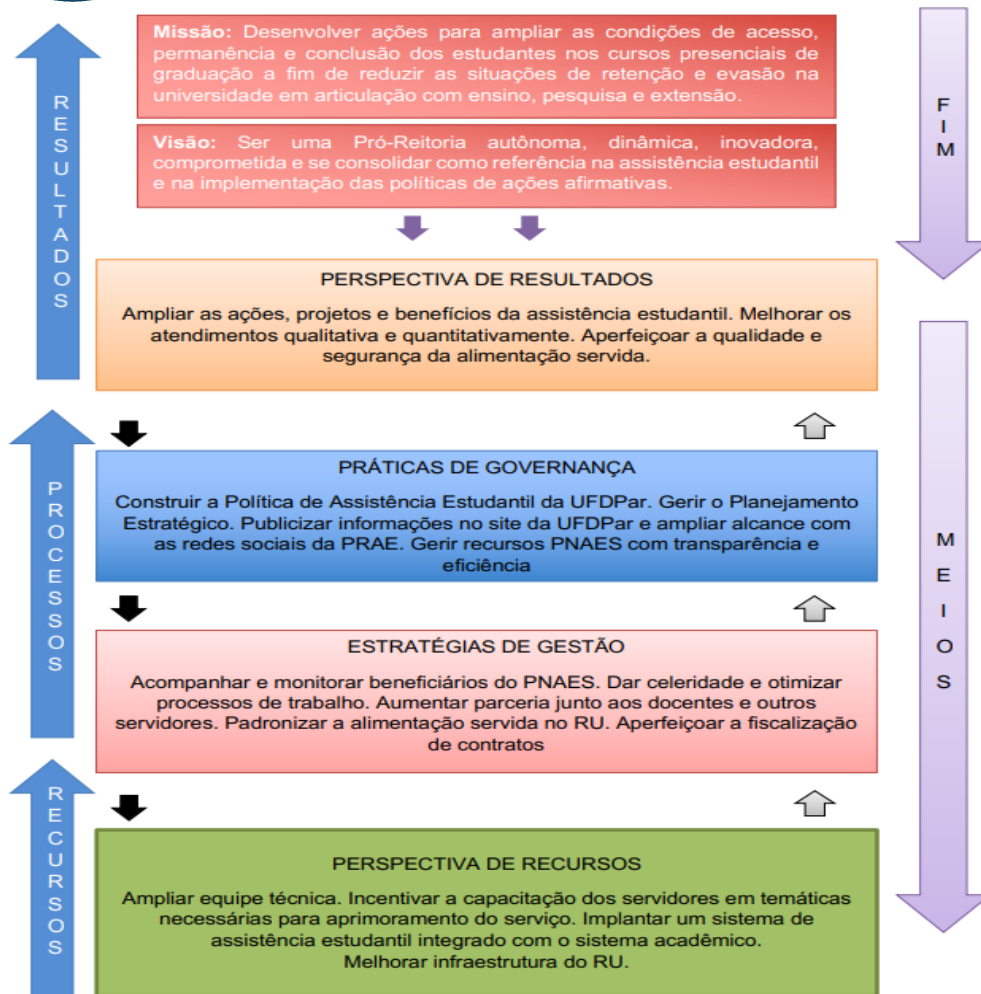 Missão: Desenvolver ações para ampliar as condições de acesso,
permanência e conclusão dos estudantes nos cursos presenciais de
graduação a fim de reduzir as situações de retenção e evasão na
universidade em articulação com ensino, pesquisa e extensão.
Visão: Ser uma Pró-Reitoria autônoma, dinâmica, inovadora,
comprometida e se consolidar como referência na assistência estudantil
e na implementação das políticas de ações afirmativas.
RESULTADOS
FIM
PERSPECTIVA DE RESULTADOS
Ampliar as ações, projetos e benefícios da assistência estudantil. Melhorar os
atendimentos qualitativa e quantitativamente. Aperfeiçoar a qualidade e
segurança da alimentação servida.
PROCESSOS
MEIOS
PRÁTICAS DE GOVERNANÇA
Construir a Política de Assistência Estudantil da UFDPar. Gerir o Planejamento
Estratégico. Publicizar informações no site da UFDPar e ampliar alcance com
as redes sociais da PRAE. Gerir recursos PNAES com transparência e
eficiência
ESTRATÉGIAS DE GESTÃO
Acompanhar e monitorar beneficiários do PNAES. Dar celeridade e otimizar
processos de trabalho. Aumentar parceria junto aos docentes e outros
servidores. Padronizar a alimentação servida no RU. Aperfeiçoar a fiscalização
de contratos
RECURSOS
PERSPECTIVA DE RECURSOS
Ampliar equipe técnica. Incentivar a capacitação dos servidores em temáticas
necessárias para aprimoramento do serviço. Implantar um sistema de
assistência estudantil integrado com o sistema acadêmico.
Melhorar infraestrutura do RU.